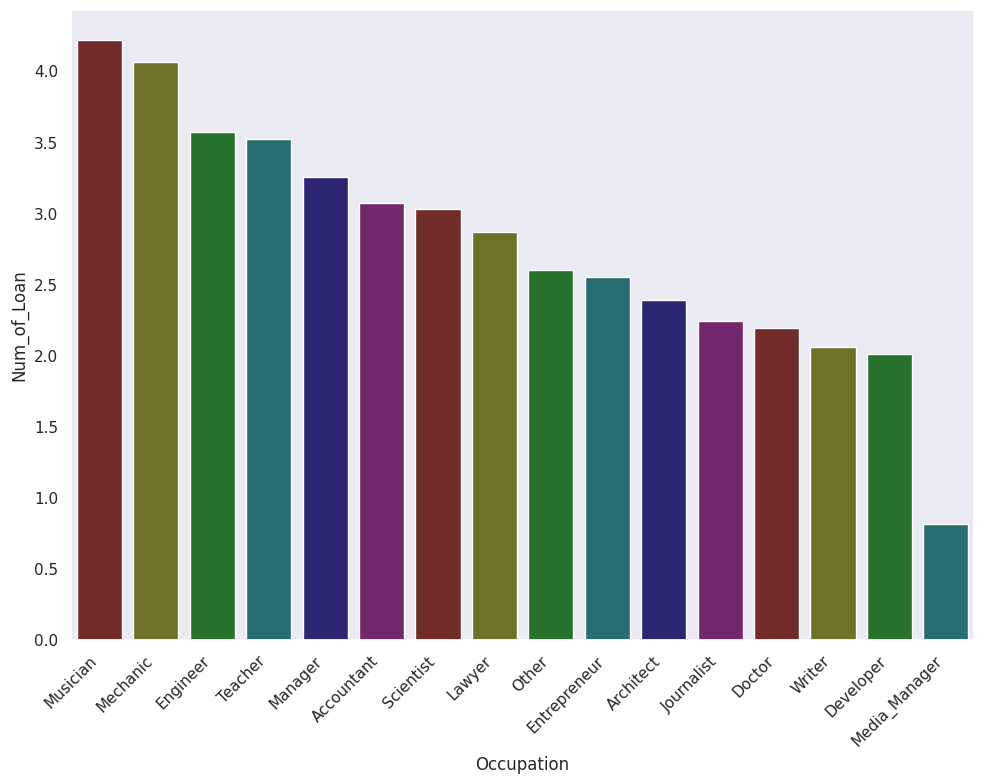 4.0
3.5
3.0
2.5
2.0
1.5
1.0
0.5
0.0
Num_of_Loan
Musician
Mechanic
Engineer
Teacher
Manager
Accountant
Scientist
Lawyer
Other
Entrepreneur
Architect
Journalist
Doctor
Writer
Developer
Media_Manager
Occupation